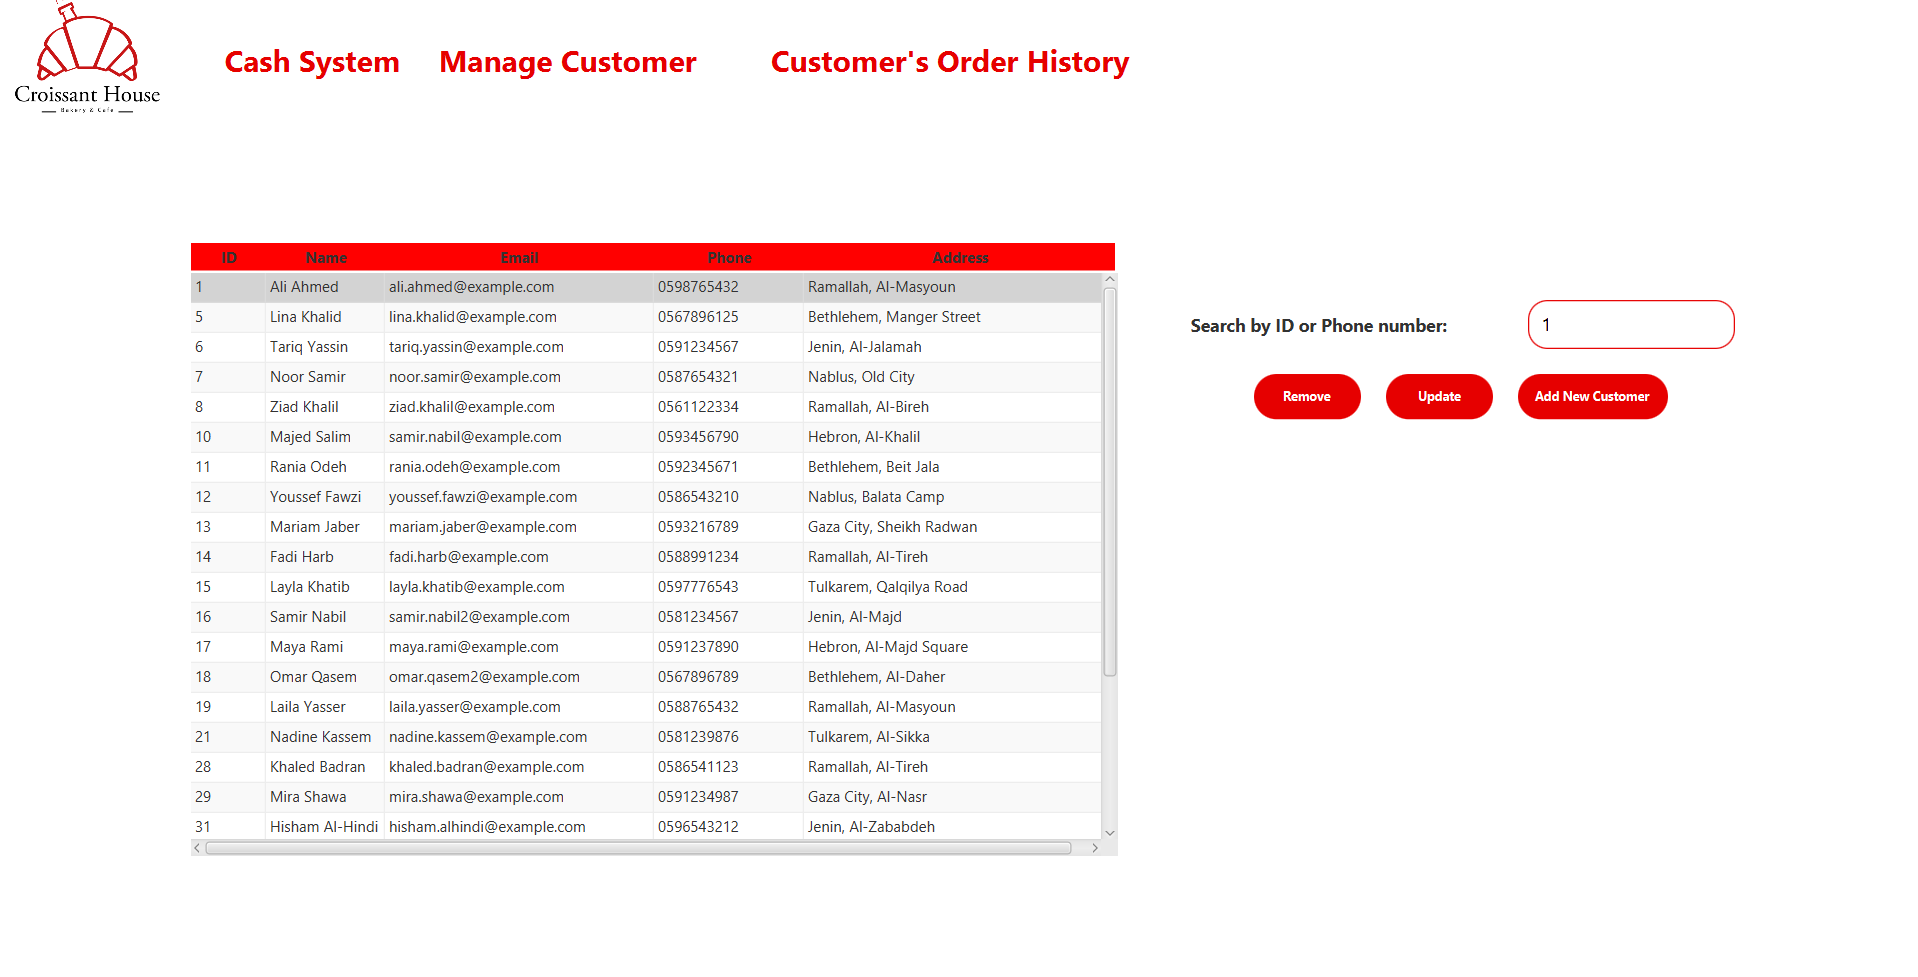 Croissant House
Bakery & Cafe
Cash System Manage Customer Customer's Order History
ID Name Email Phone Address
1 Ali Ahmed ali.ahmed@example.com 0598765432 Ramallah, Al-Masyoun
5 Lina Khalid lina.khalid@example.com 0567896125 Bethlehem, Manger Street
6 Tariq Yassin tariq.yassin@example.com 0591234567 Jenin, Al-Jalamah
7 Noor Samir noor.samir@example.com 0587654321 Nablus, Old City
8 Ziad Khalil ziad.khalil@example.com 0561122334 Ramallah, Al-Bireh
10 Majed Salim samir.nabil@example.com 0593456790 Hebron, Al-Khalil
11 Rania Odeh rania.odeh@example.com 0592345671 Bethlehem, Beit Jala
12 Youssef Fawzi youssef.fawzi@example.com 0586543210 Nablus, Balata Camp
13 Mariam Jaber mariam.jaber@example.com 0593216789 Gaza City, Sheikh Radwan
14 Fadi Harb fadi.harb@example.com 0588991234 Ramallah, Al-Tireh
15 Layla Khatib layla.khatib@example.com 0597776543 Tulkarem, Qalqilya Road
16 Samir Nabil samir.nabil2@example.com 0581234567 Jenin, Al-Majd
17 Maya Rami maya.rami@example.com 0591237890 Hebron, Al-Majd Square
18 Omar Qasem omar.qasem2@example.com 0567896789 Bethlehem, Al-Daher
19 Laila Yasser laila.yasser@example.com 0588765432 Ramallah, Al-Masyoun
21 Nadine Kassem nadine.kassem@example.com 0581239876 Tulkarem, Al-Sikka
28 Khaled Badran khaled.badran@example.com 0586541123 Ramallah, Al-Tireh
29 Mira Shawa mira.shawa@example.com 0591234987 Gaza City, Al-Nasr
31 Hisham Al-Hindi hisham.alhindi@example.com 0596543212 Jenin, Al-Zababdeh
Search by ID or Phone number: 1
Remove Update Add New Customer